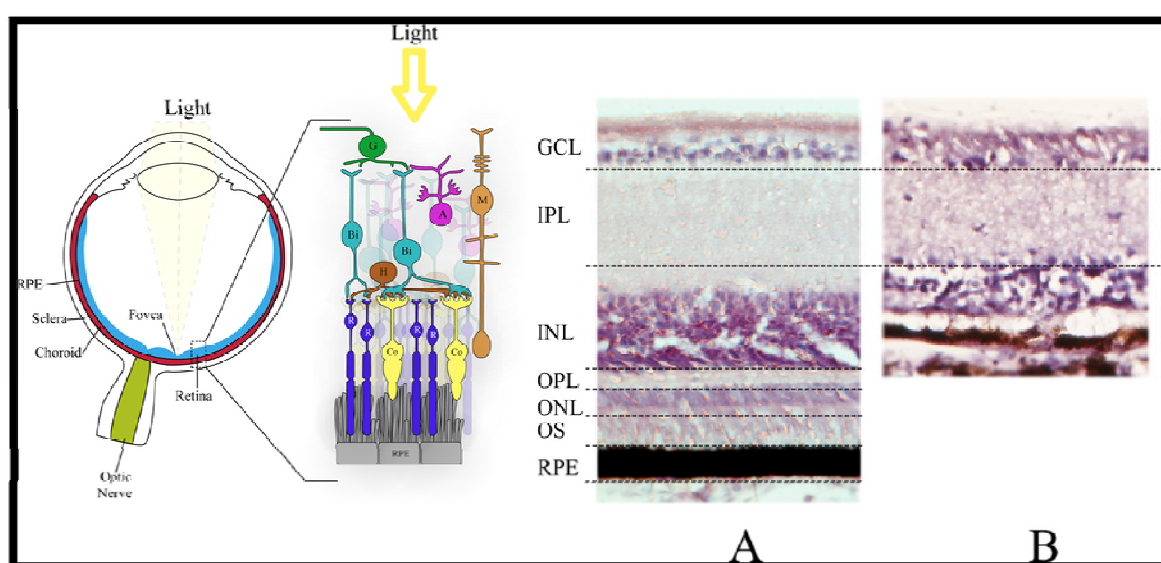 Light
Light
RPE
Sclera
Choroid
Fovea
Retina
Optic
Nerve
G
A
M
Bi
Bi
H
R
R
R
R
Co
Co
RPE
GCL
IPL
INL
OPL
ONL
OS
RPE
A
B